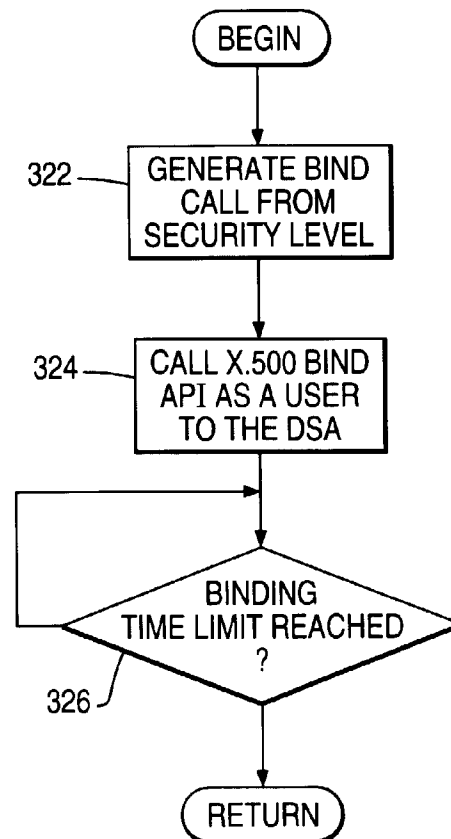 BEGIN
322
GENERATE BIND
CALL FROM
SECURITY LEVEL
324
CALL X.500 BIND
API AS A USER
TO THE DSA
BINDING
TIME LIMIT REACHED
?
326
RETURN